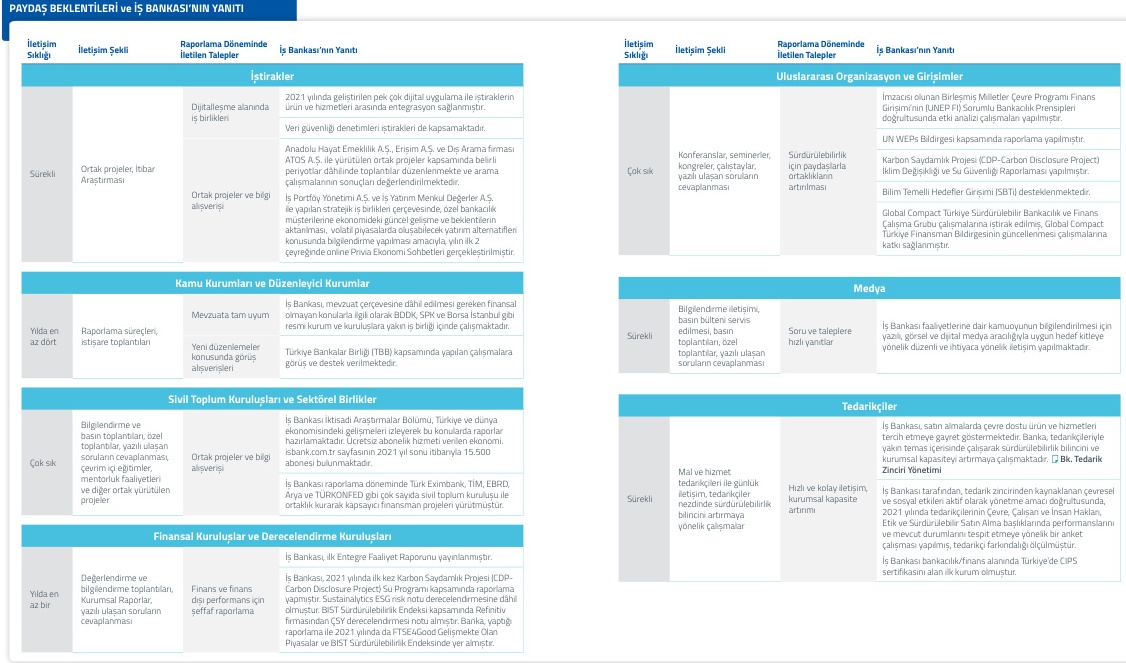 PAYDAŞ BEKLENTİLERİ ve İŞ BANKASI'NIN YANITI
İletişim
Sıklığı
İletişim Şekli
Raporlama Döneminde
İletilen Talepler
İş Bankası'nın Yanıtı
İştirakler
Sürekli
Ortak projeler, İtibar
Araştırması
Dijitalleşme alanında
iş birlikleri
2021 yılında geliştirilen pek çok dijital uygulama ile iştiraklerin
ürün ve hizmetleri arasında entegrasyon sağlanmıştır.
Veri güvenliği denetimleri iştirakleri de kapsamaktadır.
Ortak projeler ve bilgi
alışverişi
Anadolu Hayat Emeklilik A.Ş., Erişim A.Ş. ve Dış Arama firması
ATOS A.Ş. ile yürütülen ortak projeler kapsamında belirli
periyotlar dâhilinde toplantılar düzenlenmekte ve arama
çalışmalarının sonuçları değerlendirilmektedir.
İş Portföy Yönetimi A.Ş. ve İş Yatırım Menkul Değerler A.Ş.
ile yapılan stratejik iş birlikleri çerçevesinde, özel bankacılık
müşterilerine ekonomideki güncel gelişme ve beklentilerin
aktarılması, volatil piyasalarda oluşabilecek yatırım alternatifleri
konusunda bilgilendirme yapılması amacıyla, yılın ilk 2
çeyreğinde online Privia Ekonomi Sohbetleri gerçekleştirilmiştir.
Kamu Kurumları ve Düzenleyici Kurumlar
Yılda en
az dört
Raporlama süreçleri,
istişare toplantıları
Mevzuata tam uyum
İş Bankası, mevzuat çerçevesine dâhil edilmesi gereken finansal
olmayan konularla ilgili olarak BDDK, SPK ve Borsa İstanbul gibi
resmi kurum ve kuruluşlara yakın iş birliği içinde çalışmaktadır.
Yeni düzenlemeler
konusunda görüş
alışverişleri
Türkiye Bankalar Birliği (TBB) kapsamında yapılan çalışmalara
görüş ve destek verilmektedir.
Sivil Toplum Kuruluşları ve Sektörel Birlikler
Çok sık
Bilgilendirme ve
basın toplantıları, özel
toplantılar, yazılı ulaşan
soruların cevaplanması,
çevrim içi eğitimler,
mentorluk faaliyetleri
ve diğer ortak yürütülen
projeler
Ortak projeler ve bilgi
alışverişi
İş Bankası İktisadi Araştırmalar Bölümü, Türkiye ve dünya
ekonomisindeki gelişmeleri izleyerek bu konularda raporlar
hazırlamaktadır. Ücretsiz abonelik hizmeti verilen ekonomi.
isbank.com.tr sayfasının 2021 yıl sonu itibarıyla 15.500
abonesi bulunmaktadır.
İş Bankası raporlama döneminde Türk Eximbank, TİM, EBRD,
Arya ve TÜRKONFED gibi çok sayıda sivil toplum kuruluşu ile
ortaklık kurarak kapsayıcı finansman projeleri yürütmüştür.
Finansal Kuruluşlar ve Derecelendirme Kuruluşları
Yılda en
az bir
Değerlendirme ve
bilgilendirme toplantıları,
Kurumsal Raporlar,
yazılı ulaşan soruların
cevaplanması
Finans ve finans
dışı performans için
şeffaf raporlama
İş Bankası, ilk Entegre Faaliyet Raporunu yayınlanmıştır.
İş Bankası, 2021 yılında ilk kez Karbon Saydamlık Projesi (CDP-
Carbon Disclosure Project) Su Programı kapsamında raporlama
yapmıştır. Sustainalytics ESG risk notu derecelendirmesine dâhil
olmuştur. BIST Sürdürülebilirlik Endeksi kapsamında Refinitiv
firmasından ÇSY derecelendirmesi notu almıştır. Banka, yaptığı
raporlama ile 2021 yılında da FTSE4Good Gelişmekte Olan
Piyasalar ve BIST Sürdürülebilirlik Endeksinde yer almıştır.
İletişim
Sıklığı
İletişim Şekli
Raporlama Döneminde
İletilen Talepler
İş Bankası'nın Yanıtı
Uluslararası Organizasyon ve Girişimler
Çok sık
Konferanslar, seminerler,
kongreler, çalıştaylar,
yazılı ulaşan soruların
cevaplanması
Sürdürülebilirlik
için paydaşlarla
ortaklıkların
artırılması
İmzacısı olunan Birleşmiş Milletler Çevre Programı Finans
Girişimi'nin (UNEP FI) Sorumlu Bankacılık Prensipleri
doğrultusunda etki analizi çalışmaları yapılmıştır.
UN WEPs Bildirgesi kapsamında raporlama yapılmıştır.
Karbon Saydamlık Projesi (CDP-Carbon Disclosure Project)
İklim Değişikliği ve Su Güvenliği Raporlaması yapılmıştır.
Bilim Temelli Hedefler Girişimi (SBTi) desteklenmektedir.
Global Compact Türkiye Sürdürülebilir Bankacılık ve Finans
Çalışma Grubu çalışmalarına iştirak edilmiş, Global Compact
Türkiye Finansman Bildirgesinin güncellenmesi çalışmalarına
katkı sağlanmıştır.
Medya
Sürekli
Bilgilendirme iletişimi,
basın bülteni servis
edilmesi, basın
toplantıları, özel
toplantılar, yazılı ulaşan
soruların cevaplanması
Soru ve taleplere
hızlı yanıtlar
İş Bankası faaliyetlerine dair kamuoyunun bilgilendirilmesi için
yazılı, görsel ve dijital medya aracılığıyla uygun hedef kitleye
yönelik düzenli ve ihtiyaca yönelik iletişim yapılmaktadır.
Tedarikçiler
Sürekli
Mal ve hizmet
tedarikçileri ile günlük
iletişim, tedarikçiler
nezdinde sürdürülebilirlik
bilincini artırmaya
yönelik çalışmalar
Hızlı ve kolay iletişim,
kurumsal kapasite
artırımı
İş Bankası, satın almalarda çevre dostu ürün ve hizmetleri
tercih etmeye gayret göstermektedir. Banka, tedarikçileriyle
yakın temas içerisinde çalışarak sürdürülebilirlik bilincini ve
kurumsal kapasiteyi artırmaya çalışmaktadır. Bk. Tedarik
Zinciri Yönetimi
İş Bankası tarafından, tedarik zincirinden kaynaklanan çevresel
ve sosyal etkileri aktif olarak yönetme amacı doğrultusunda,
2021 yılında tedarikçilerinin Çevre, Çalışan ve İnsan Hakları,
Etik ve Sürdürülebilir Satın Alma başlıklarında performanslarını
ve mevcut durumlarını tespit etmeye yönelik bir anket
çalışması yapılmış, tedarikçi farkındalığı ölçülmüştür.
İş Bankası bankacılık/finans alanında Türkiye'de CIPS
sertifikasını alan ilk kurum olmuştur.